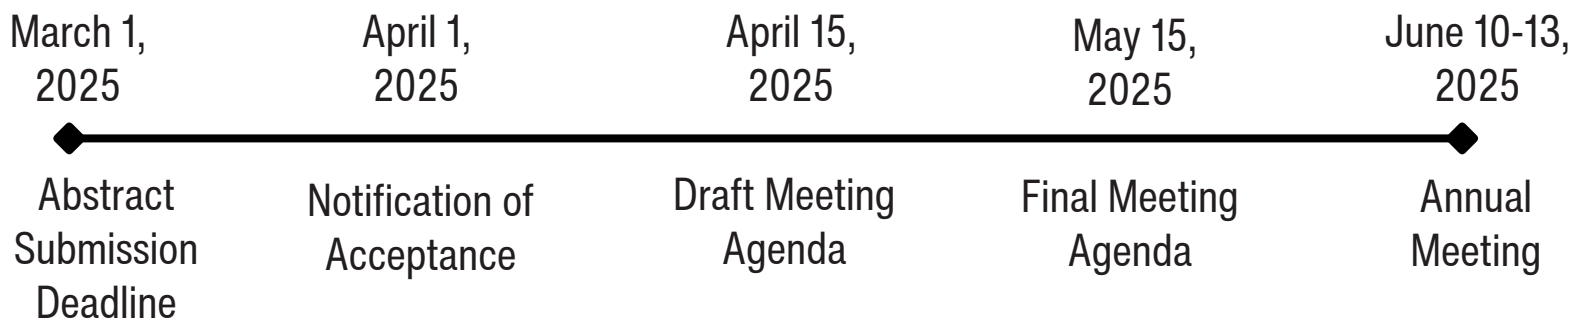 March 1,
2025
April 1,
2025
April 15,
2025
May 15,
2025
June 10-13,
2025
Abstract
Submission
Deadline
Notification of
Acceptance
Draft Meeting
Agenda
Final Meeting
Agenda
Annual
Meeting